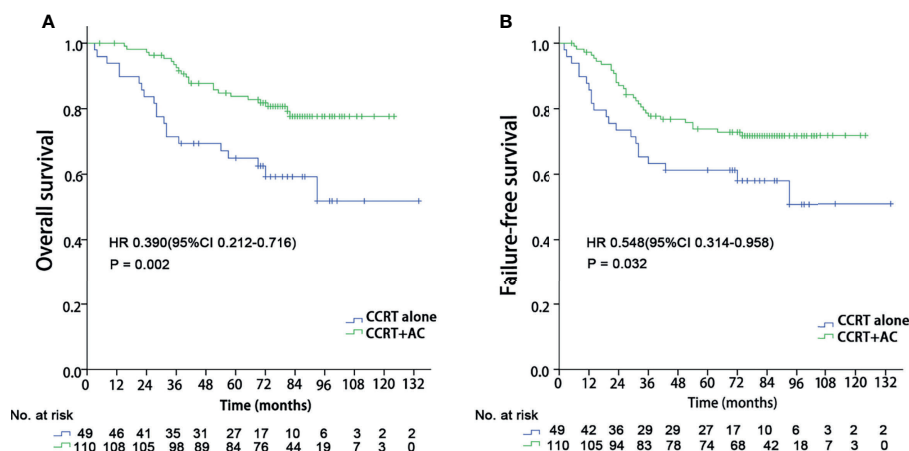 A
Overall survival
1.0
0.8
0.6
0.4
0.2
0.0
HR 0.390(95%CI 0.212-0.716)
P = 0.002
CCRT alone
CCRT+AC
0 12 24 36 48 60 72 84 96 108 120 132
Time (months)
No. at risk
49 46 41 35 31 27 17 10 6 3 2 2
110 108 105 98 89 84 76 44 19 7 3 0
B
Failure-free survival
1.0
0.8
0.6
0.4
0.2
0.0
HR 0.548(95%CI 0.314-0.958)
P = 0.032
CCRT alone
CCRT+AC
0 12 24 36 48 60 72 84 96 108 120 132
Time (months)
No. at risk
49 42 36 29 29 27 17 10 6 3 2 2
110 105 94 83 78 74 68 42 18 7 3 0